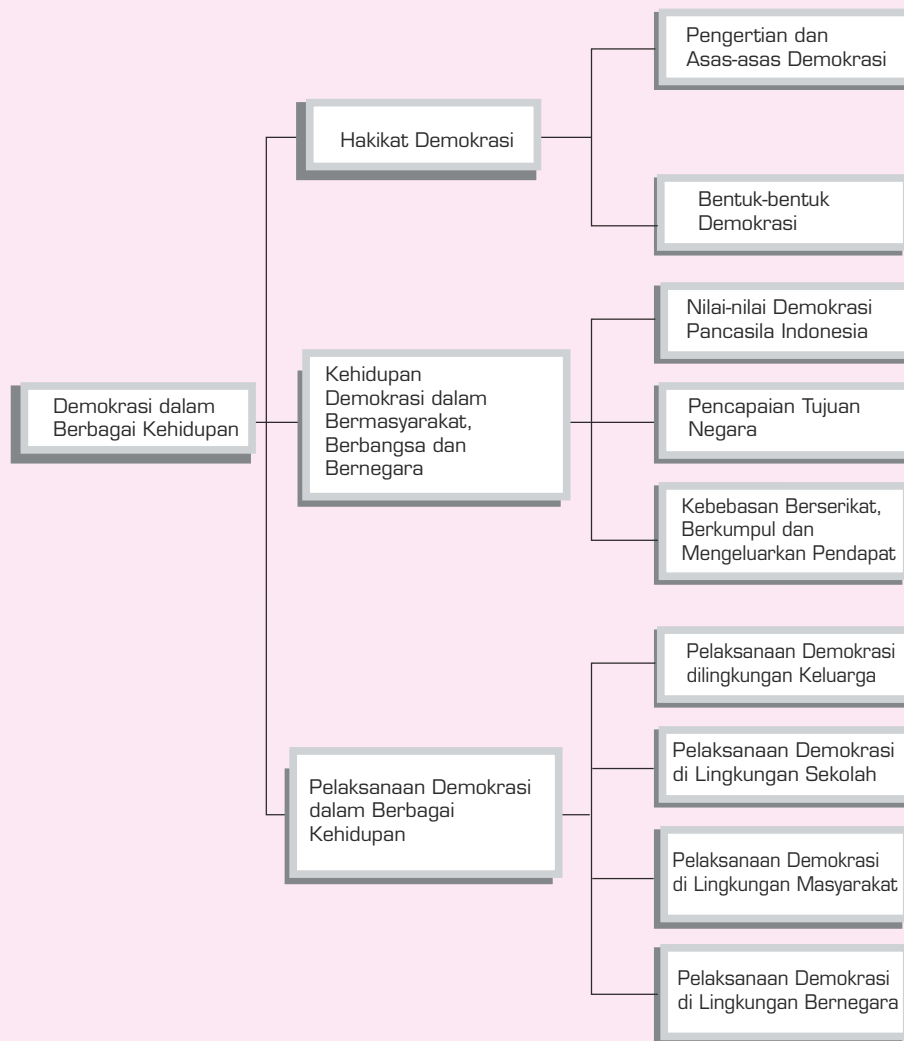 Demokrasi dalam
Berbagai Kehidupan
Hakikat Demokrasi
Pengertian dan
Asas-asas Demokrasi
Bentuk-bentuk
Demokrasi
Kehidupan
Demokrasi dalam
Bermasyarakat,
Berbangsa dan
Bernegara
Nilai-nilai Demokrasi
Pancasila Indonesia
Pencapaian Tujuan
Negara
Kebebasan Berserikat,
Berkumpul dan
Mengeluarkan Pendapat
Pelaksanaan Demokrasi
dalam Berbagai
Kehidupan
Pelaksanaan Demokrasi
dilingkungan Keluarga
Pelaksanaan Demokrasi
di Lingkungan Sekolah
Pelaksanaan Demokrasi
di Lingkungan Masyarakat
Pelaksanaan Demokrasi
di Lingkungan Bernegara